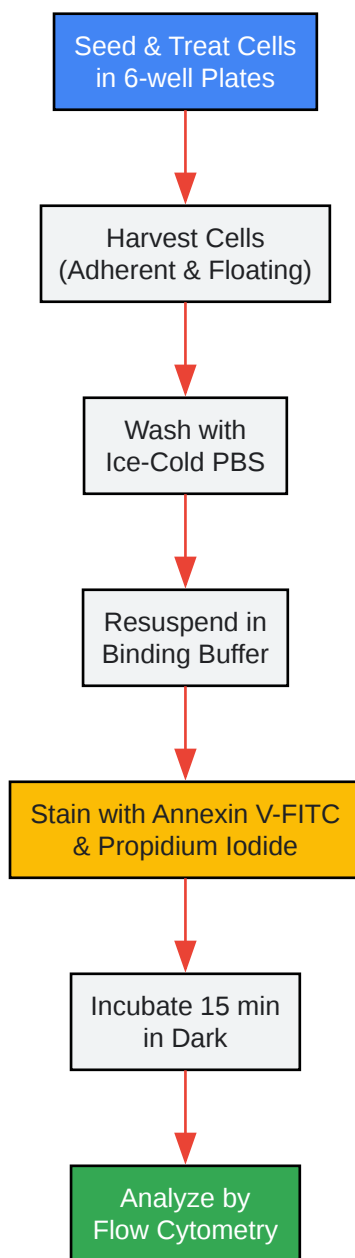 Seed & Treat Cells
in 6-well Plates
Harvest Cells
(Adherent & Floating)
Wash with
Ice-Cold PBS
Resuspend in
Binding Buffer
Stain with Annexin V-FITC
& Propidium Iodide
Incubate 15 min
in Dark
Analyze by
Flow Cytometry